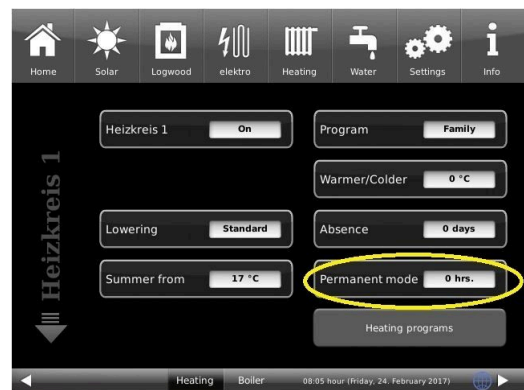 Home Solar Logwood elektro Heating Water Settings Info
Heizkreis 1
Heizkreis 1 On
Program Family
Warmer/Colder 0 °C
Lowering Standard
Absence 0 days
Summer from 17 °C
Permanent mode 0 hrs.
Heating programs
Heating Boiler 08:05 hour (Friday, 24. February 2017)